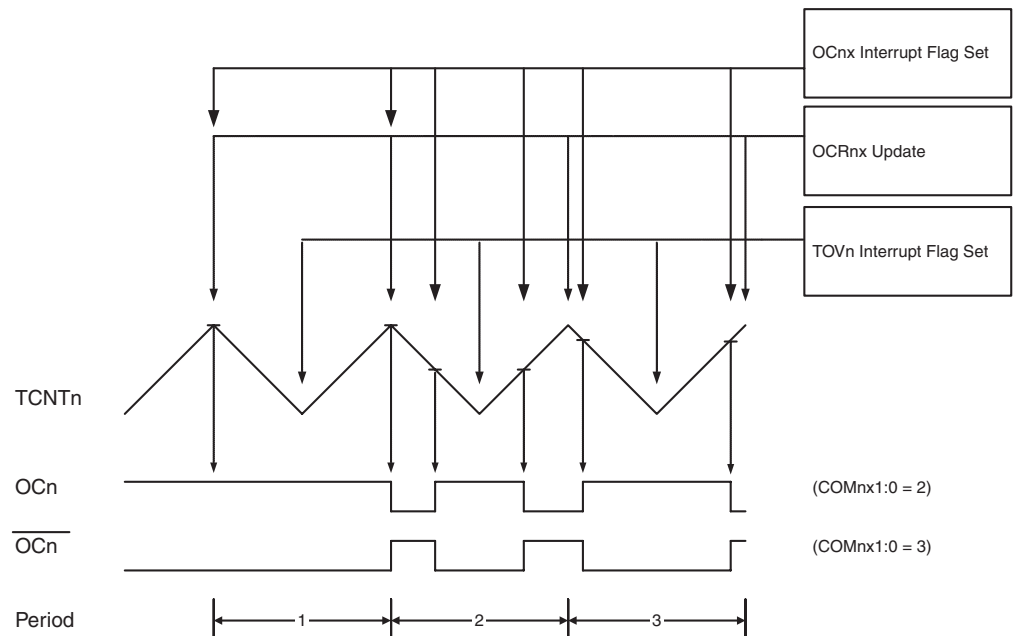 OCnx Interrupt Flag Set
OCRnx Update
TOVn Interrupt Flag Set
TCNTn
OCn
(COMnx1:0 = 2)
OCn
(COMnx1:0 = 3)
Period
1
2
3